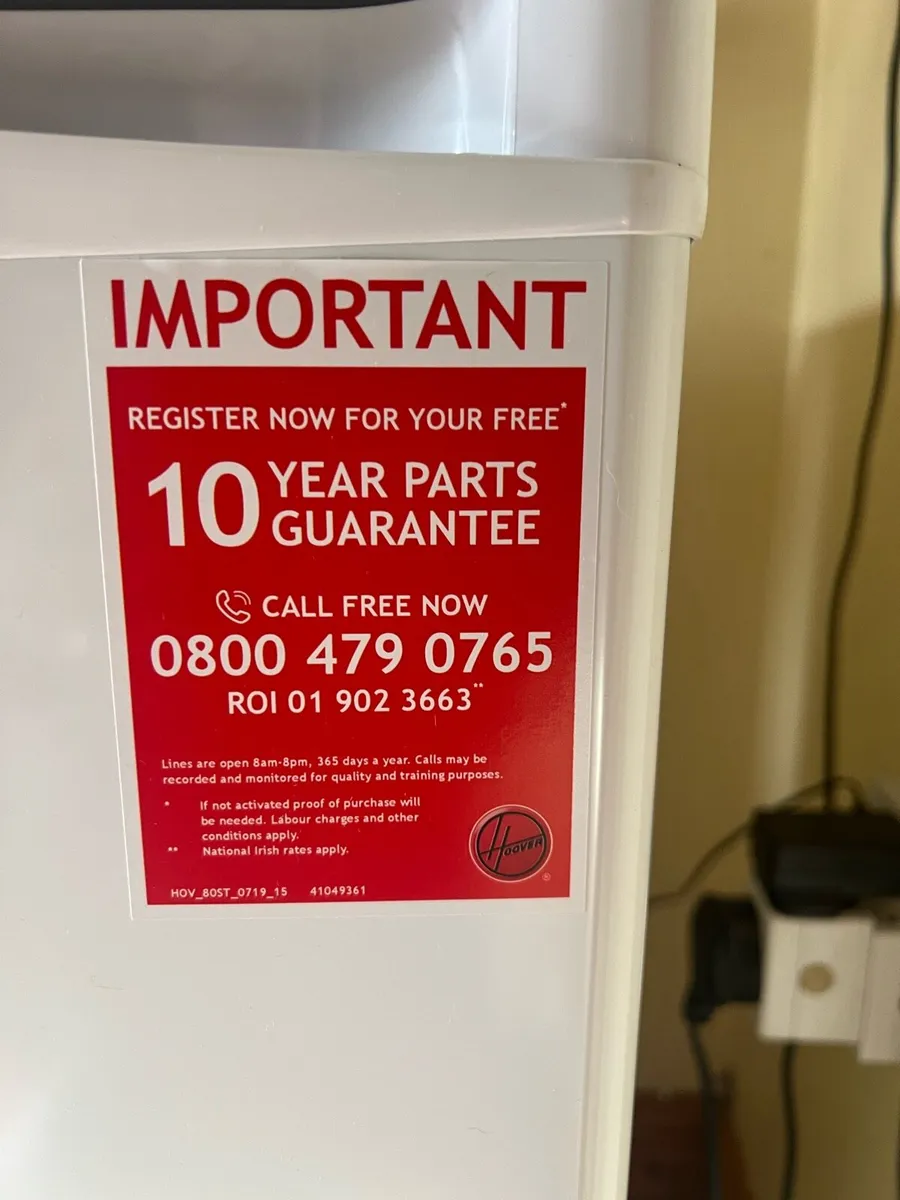 IMPORTANT
REGISTER NOW FOR YOUR FREE*
10 YEAR PARTS
GUARANTEE
CALL FREE NOW
0800 479 0765
ROI 01 902 3663**
Lines are open 8am-8pm, 365 days a year. Calls may be
recorded and monitored for quality and training purposes.
* If not activated proof of purchase will
be needed. Labour charges and other
conditions apply.
** National Irish rates apply.
HOOVER
®
HOV_80ST_0719_15 41049361